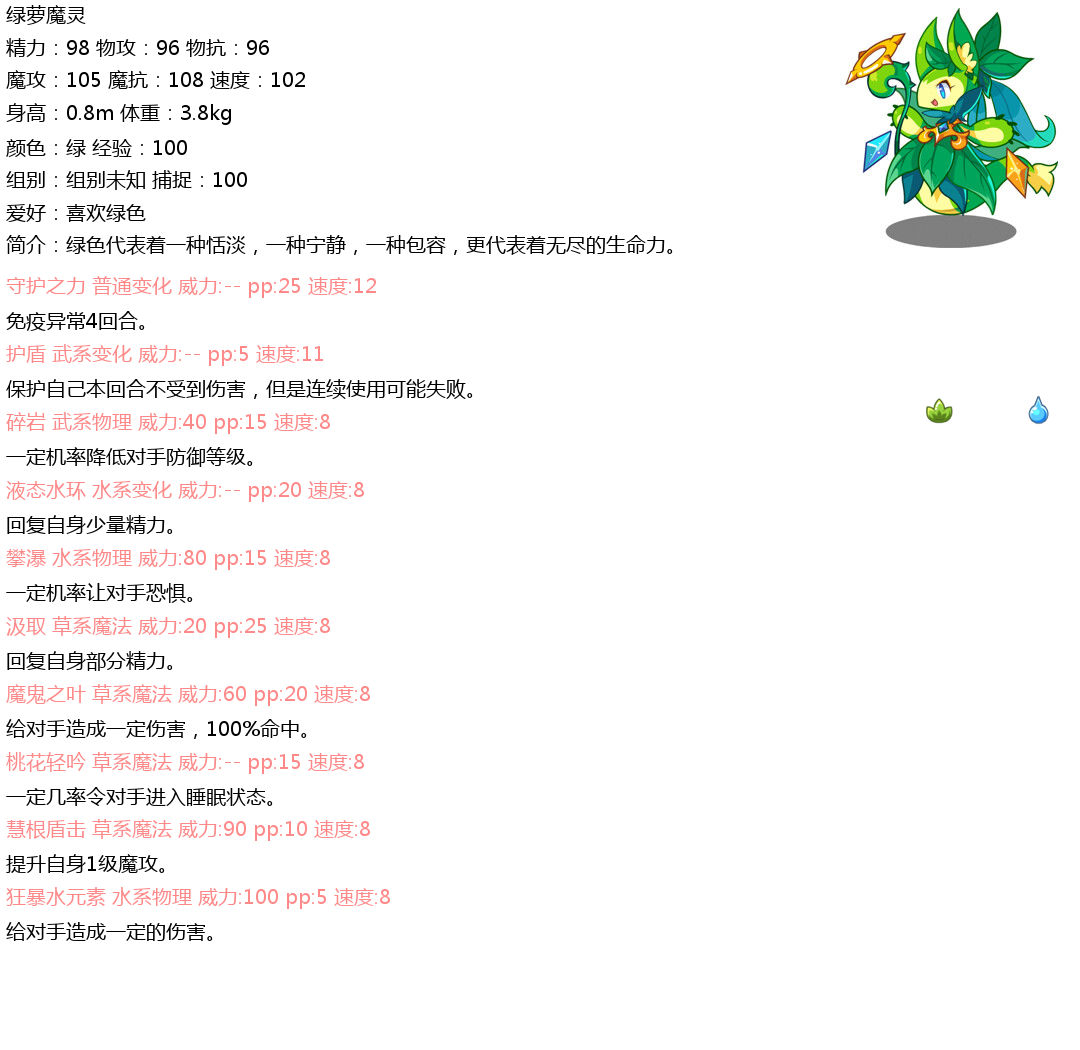 绿萝魔灵
精力：98 物攻：96 物抗：96
魔攻：105 魔抗：108 速度：102
身高：0.8m 体重：3.8kg
颜色：绿 经验：100
组别：组别未知 捕捉：100
爱好：喜欢绿色
简介：绿色代表着一种恬淡，一种宁静，一种包容，更代表着无尽的生命力。
守护之力 普通变化 威力:-- pp:25 速度:12
免疫异常4回合。
护盾 武系变化 威力:-- pp:5 速度:11
保护自己本回合不受到伤害，但是连续使用可能失败。
碎岩 武系物理 威力:40 pp:15 速度:8
一定机率降低对手防御等级。
液态水环 水系变化 威力:-- pp:20 速度:8
回复自身少量精力。
攀瀑 水系物理 威力:80 pp:15 速度:8
一定机率让对手恐惧。
汲取 草系魔法 威力:20 pp:25 速度:8
回复自身部分精力。
魔鬼之叶 草系魔法 威力:60 pp:20 速度:8
给对手造成一定伤害，100%命中。
桃花轻吟 草系魔法 威力:-- pp:15 速度:8
一定几率令对手进入睡眠状态。
慧根盾击 草系魔法 威力:90 pp:10 速度:8
提升自身1级魔攻。
狂暴水元素 水系物理 威力:100 pp:5 速度:8
给对手造成一定的伤害。